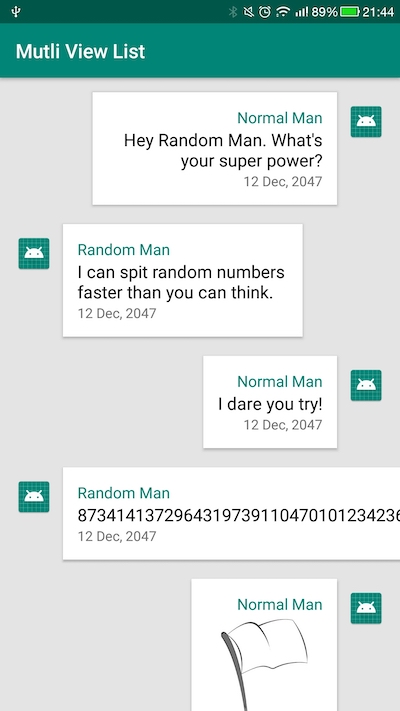 89% 21:44
Mutli View List
Normal Man
Hey Random Man. What's
your super power?
12 Dec, 2047
Random Man
I can spit random numbers
faster than you can think.
12 Dec, 2047
Normal Man
I dare you try!
12 Dec, 2047
Random Man
8734141372964319739110470101234236
12 Dec, 2047
Normal Man